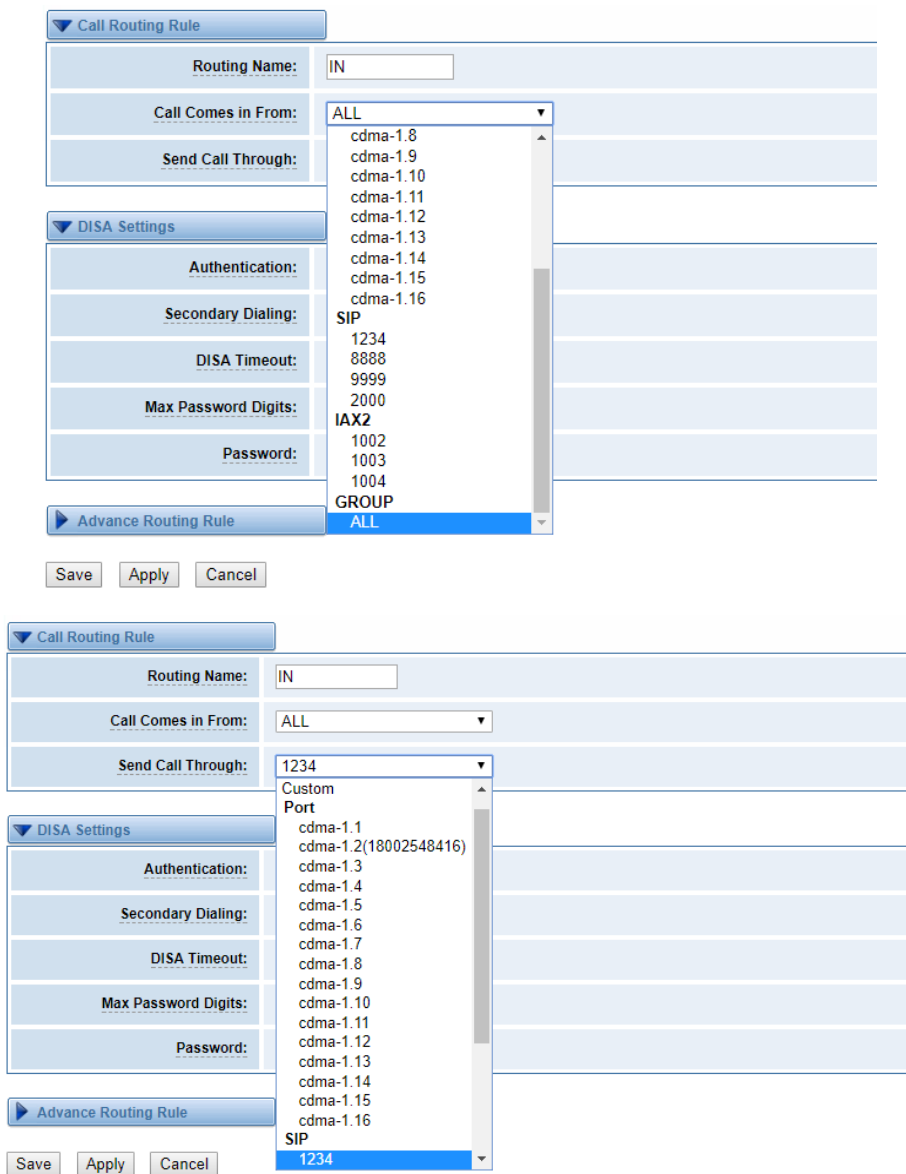 Call Routing Rule
Routing Name: IN
Call Comes in From: ALL
cdma-1.8
cdma-1.9
Send Call Through:
cdma-1.10
cdma-1.11
cdma-1.12
DISA Settings
cdma-1.13
cdma-1.14
Authentication:
cdma-1.15
cdma-1.16
Secondary Dialing:
SIP
1234
DISA Timeout:
8888
9999
Max Password Digits:
2000
IAX2
1002
Password:
1003
1004
GROUP
Advance Routing Rule
ALL
Save Apply Cancel
Call Routing Rule
Routing Name: IN
Call Comes in From: ALL
Send Call Through: 1234
Custom
Port
DISA Settings
cdma-1.1
cdma-1.2(18002548416)
Authentication:
cdma-1.3
cdma-1.4
cdma-1.5
Secondary Dialing:
cdma-1.6
cdma-1.7
DISA Timeout:
cdma-1.8
cdma-1.9
Max Password Digits:
cdma-1.10
cdma-1.11
cdma-1.12
Password:
cdma-1.13
cdma-1.14
cdma-1.15
Advance Routing Rule
cdma-1.16
SIP
1234
Save Apply Cancel